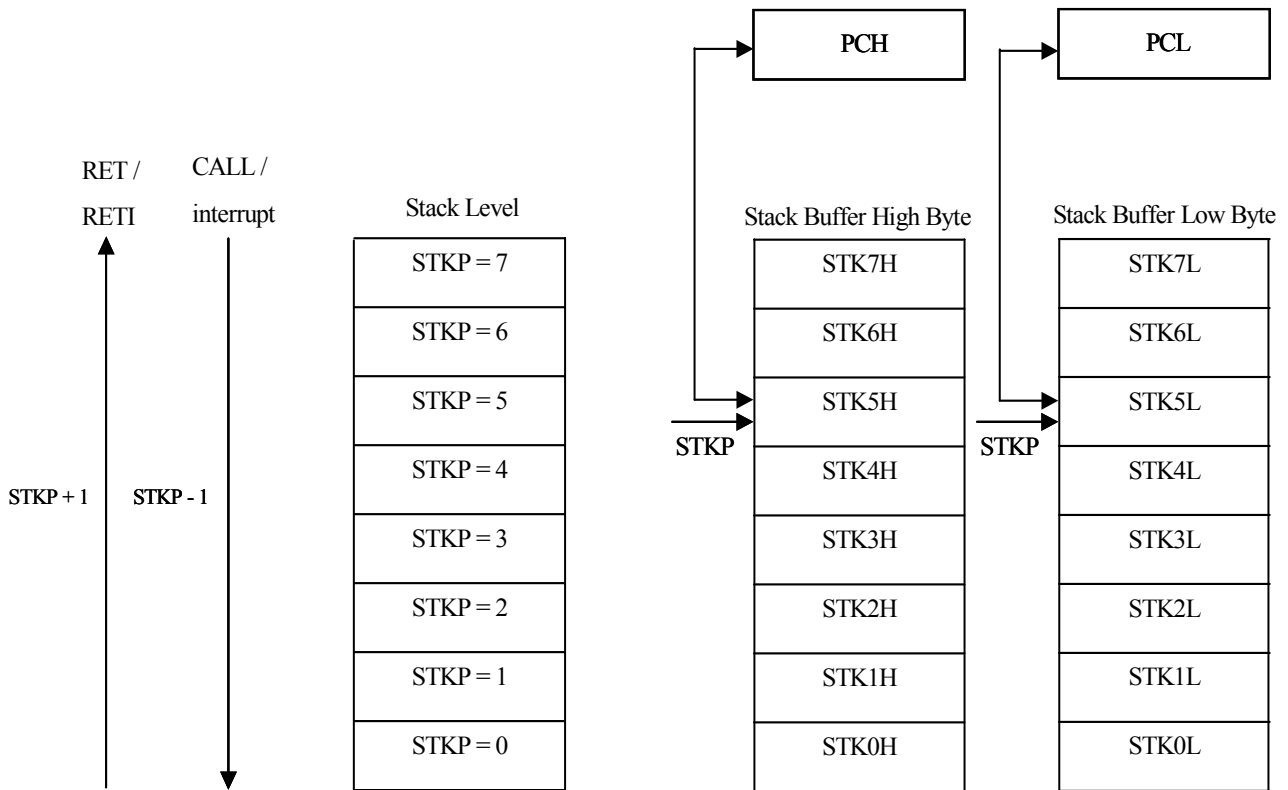 PCH PCL
RET / CALL /
RETI interrupt Stack Level Stack Buffer High Byte Stack Buffer Low Byte
STKP = 7 STK7H STK7L
STKP = 6 STK6H STK6L
STKP = 5 STK5H STK5L
STKP STKP
STKP = 4 STK4H STK4L
STKP + 1 STKP - 1
STKP = 3 STK3H STK3L
STKP = 2 STK2H STK2L
STKP = 1 STK1H STK1L
STKP = 0 STK0H STK0L